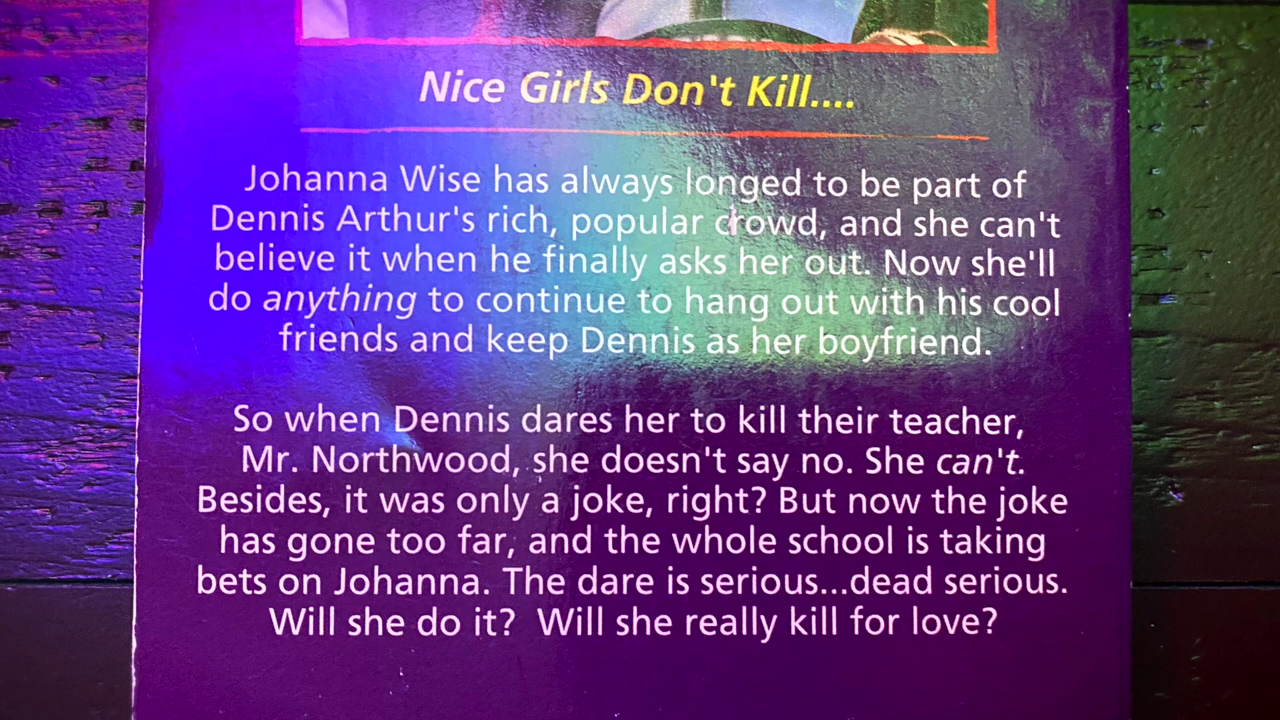 Nice Girls Don't Kill....
Johanna Wise has always longed to be part of
Dennis Arthur's rich, popular crowd, and she can't
believe it when he finally asks her out. Now she'll
do anything to continue to hang out with his cool
friends and keep Dennis as her boyfriend.
So when Dennis dares her to kill their teacher,
Mr. Northwood, she doesn't say no. She can't.
Besides, it was only a joke, right? But now the joke
has gone too far, and the whole school is taking
bets on Johanna. The dare is serious...dead serious.
Will she do it?  Will she really kill for love?